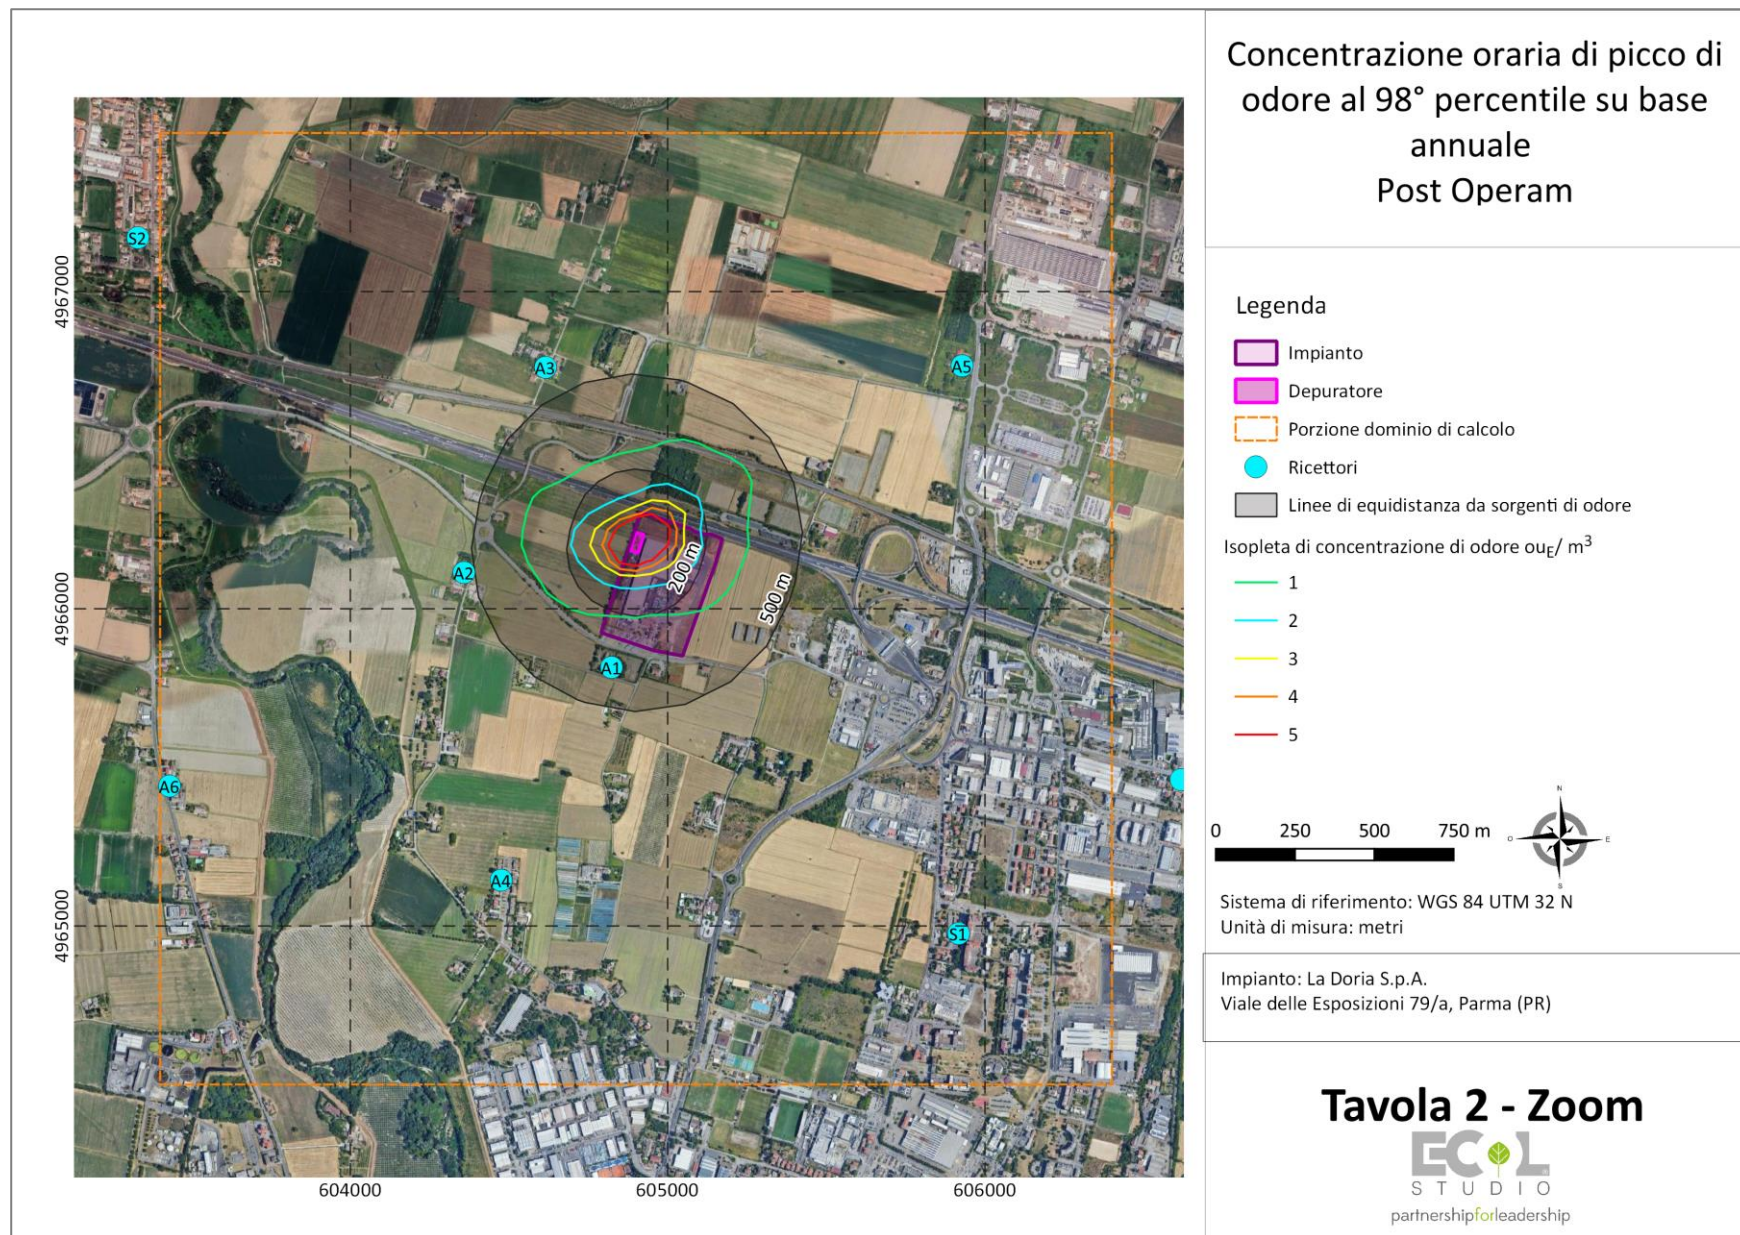 Concentrazione oraria di picco di
odore al 98° percentile su base
annuale
Post Operam
Legenda
Impianto
Depuratore
Porzione dominio di calcolo
Ricettori
Linee di equidistanza da sorgenti di odore
Isopleta di concentrazione di odore ouE/ m3
1
2
3
4
5
0 250 500 750 m
N
O
E
S
Sistema di riferimento: WGS 84 UTM 32 N
Unità di misura: metri
Impianto: La Doria S.p.A.
Viale delle Esposizioni 79/a, Parma (PR)
Tavola 2 - Zoom
ECOL
STUDIO
partnershipforleadership
S2
4967000
A3
A5
A2
200 m
500 m
4966000
A1
A6
A4
4965000
S1
604000
605000
606000